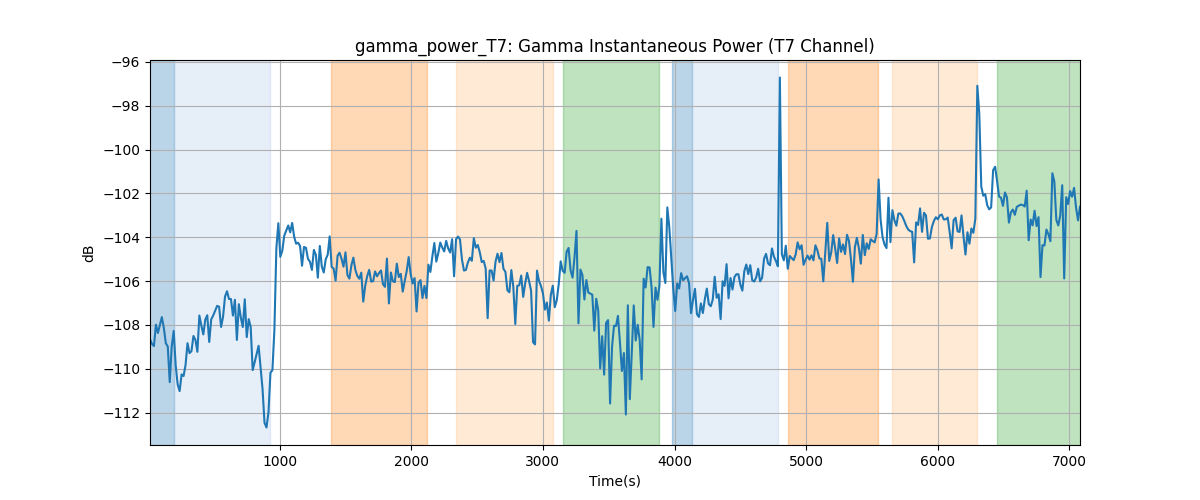 gamma_power_T7: Gamma Instantaneous Power (T7 Channel)
−96
−98
−100
−102
−104
−106
−108
−110
−112
dB
1000 2000 3000 4000 5000 6000 7000
Time(s)